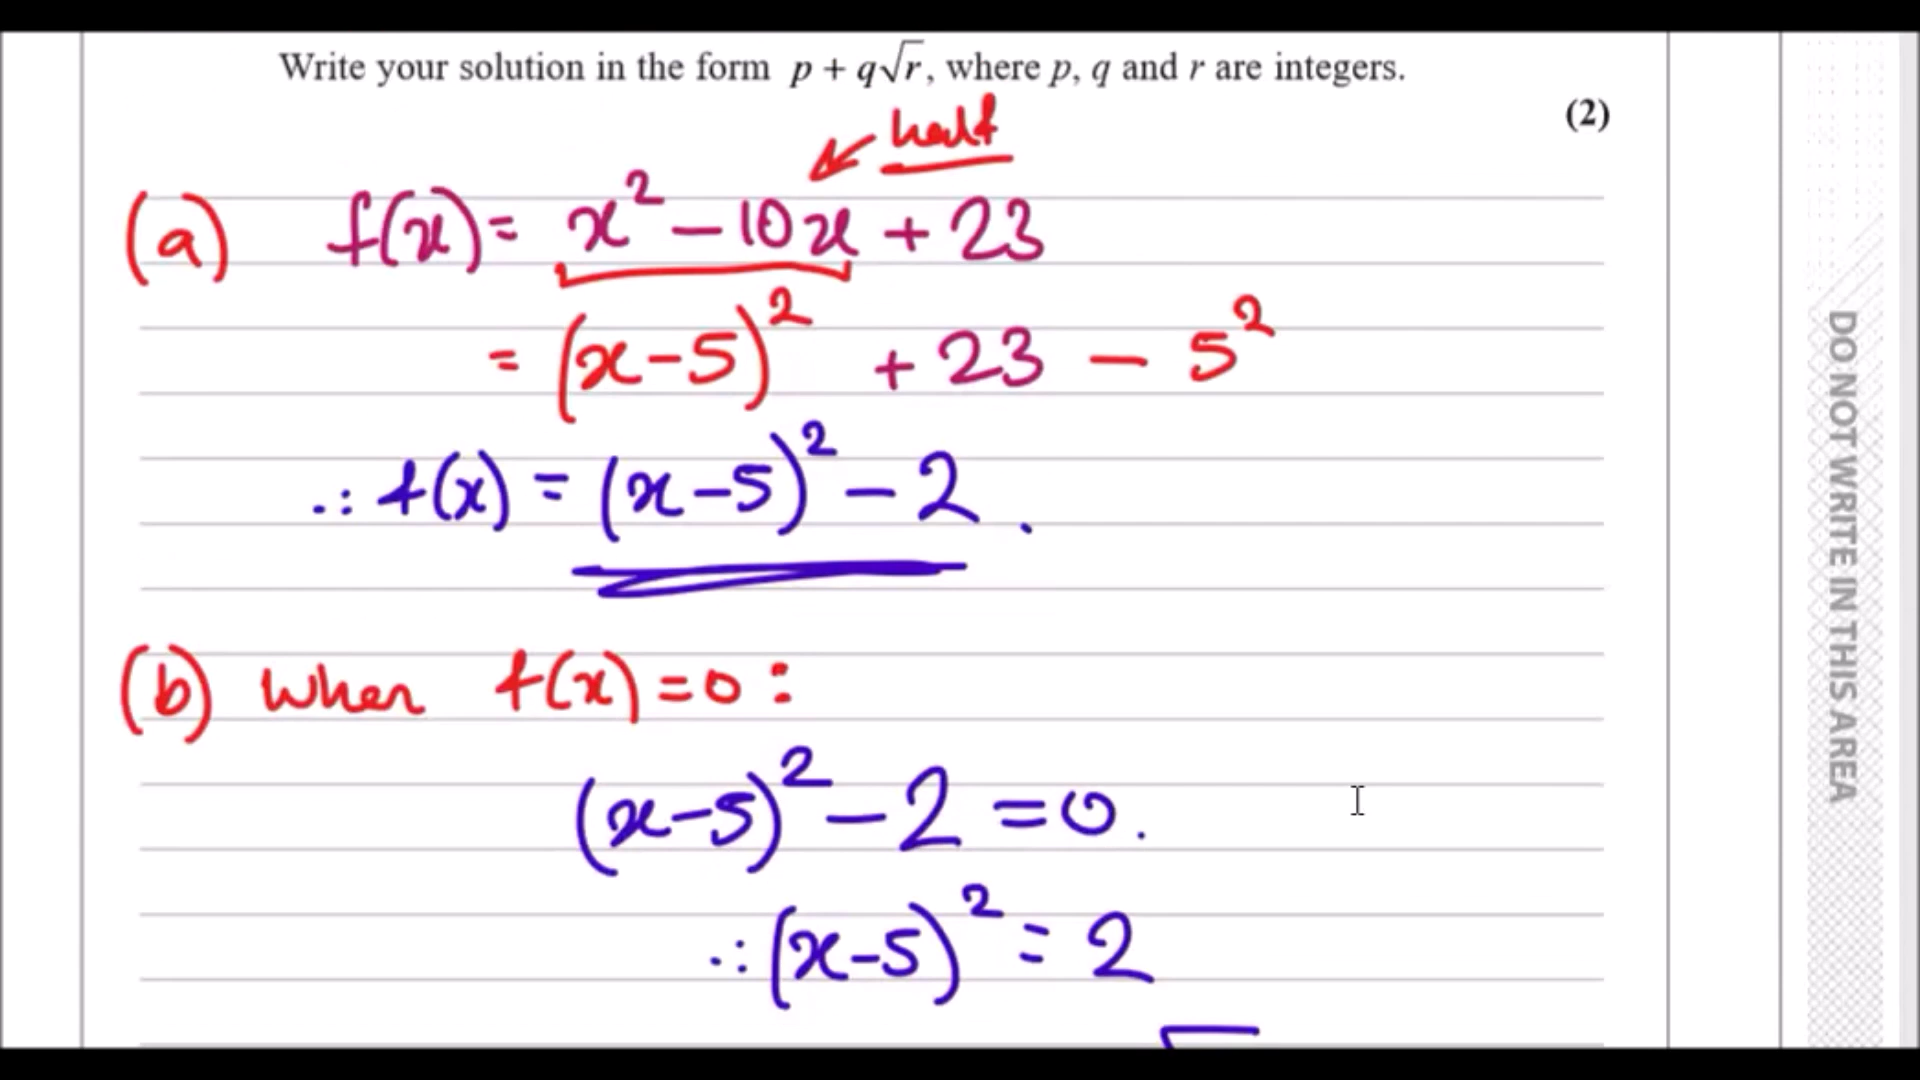 Write your solution in the form p + q√r, where p, q and r are integers.
(2)
half
(a) f(x) = x² − 10x + 23
= (x−5)² + 23 − 5²
∴ f(x) = (x−5)² − 2.
(b) when f(x) = 0 :
(x−5)² − 2 = 0.
∴ (x−5)² = 2
DO NOT WRITE IN THIS AREA